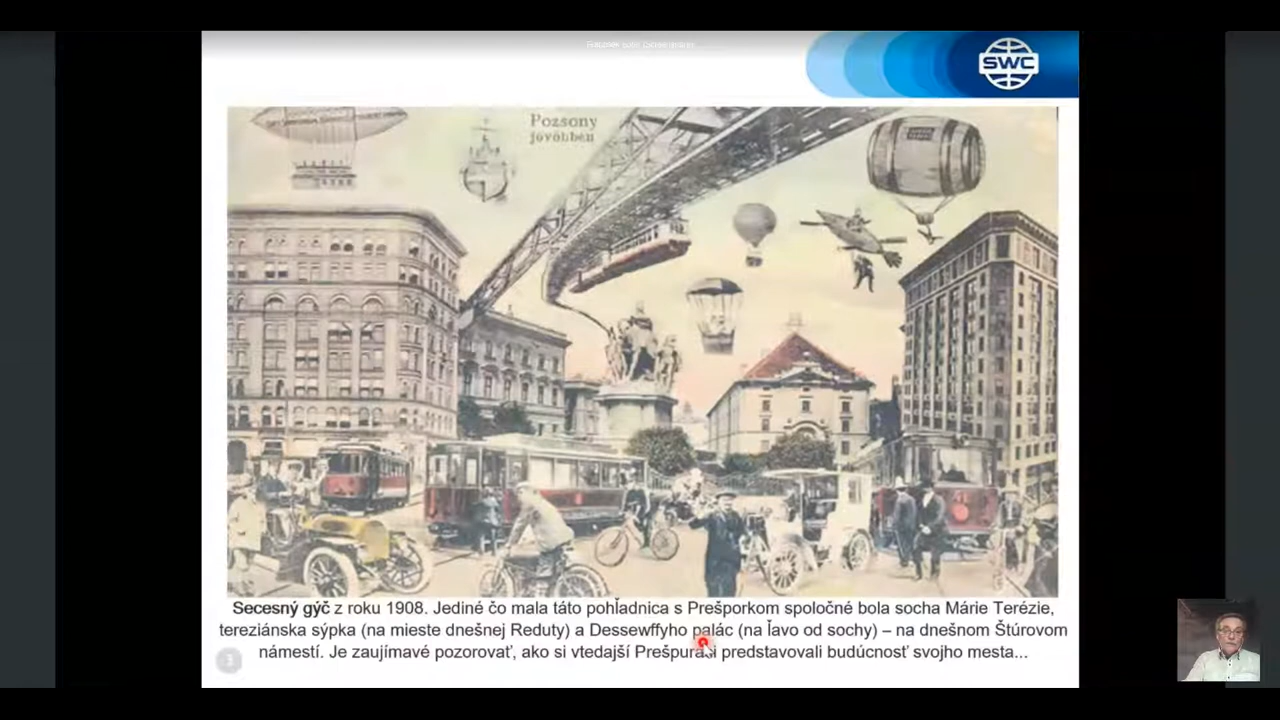 SWC
Pozsony
jövőben
Secesný gýč z roku 1908. Jediné čo mala táto pohľadnica s Prešporkom spoločné bola socha Márie Terézie,
tereziánska sýpka (na mieste dnešnej Reduty) a Dessewffyho palác (na ľavo od sochy) – na dnešnom Štúrovom
námestí. Je zaujímavé pozorovať, ako si vtedajší Prešpuráci predstavovali budúcnosť svojho mesta...
3